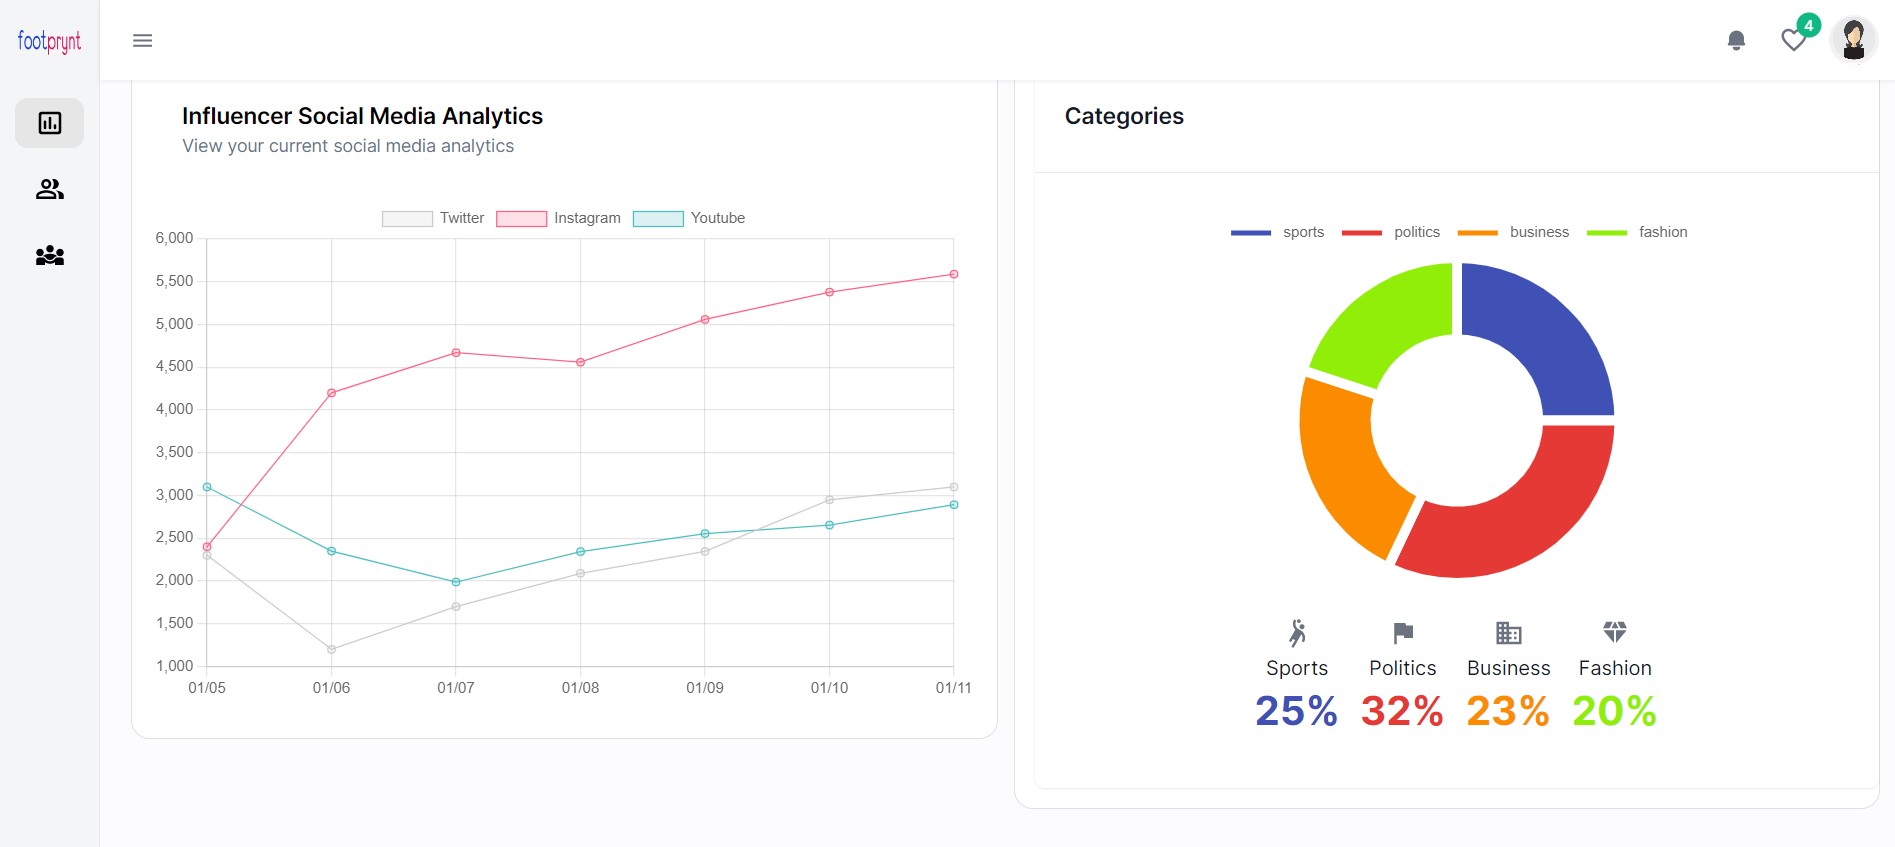 footprynt
4
Influencer Social Media Analytics
View your current social media analytics
Twitter Instagram Youtube
6,000
5,500
5,000
4,500
4,000
3,500
3,000
2,500
2,000
1,500
1,000
01/05 01/06 01/07 01/08 01/09 01/10 01/11
Categories
sports politics business fashion
Sports Politics Business Fashion
25% 32% 23% 20%